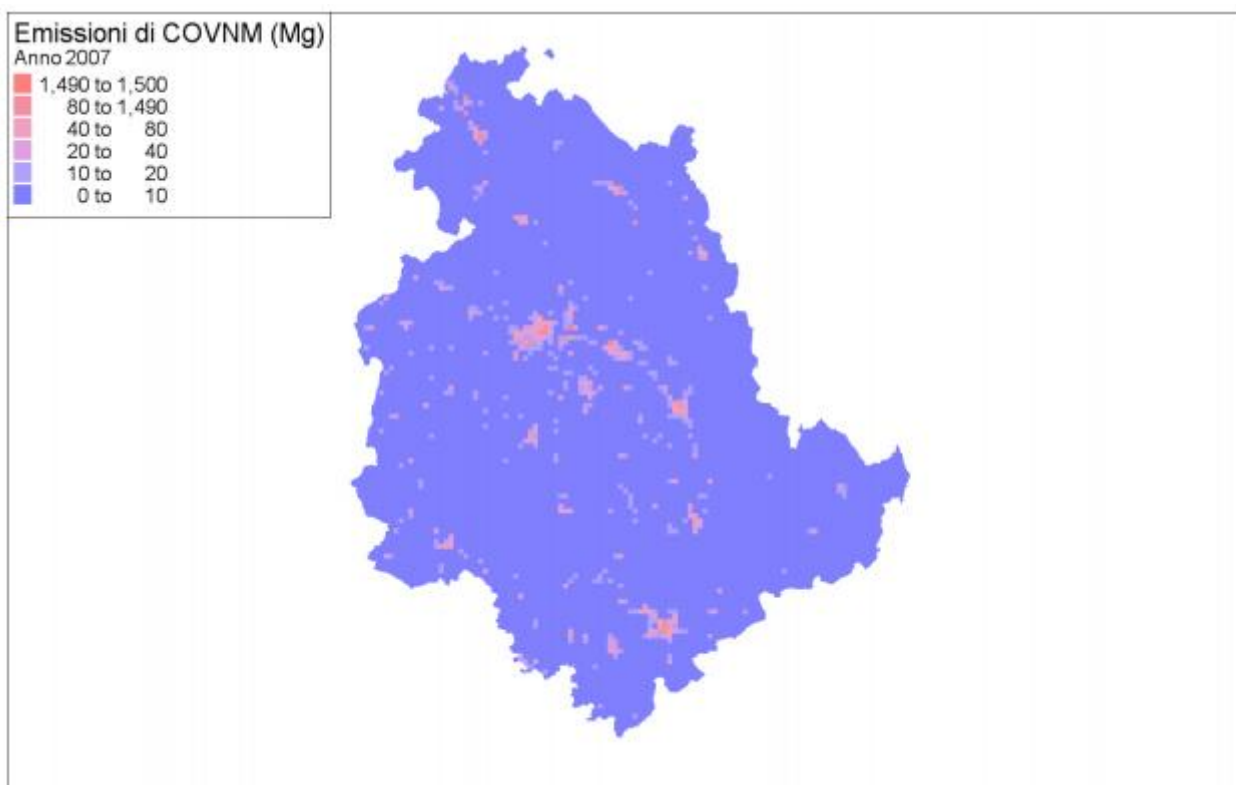 Emissioni di COVNM (Mg)
Anno 2007
1,490 to 1,500
80 to 1,490
40 to 80
20 to 40
10 to 20
0 to 10